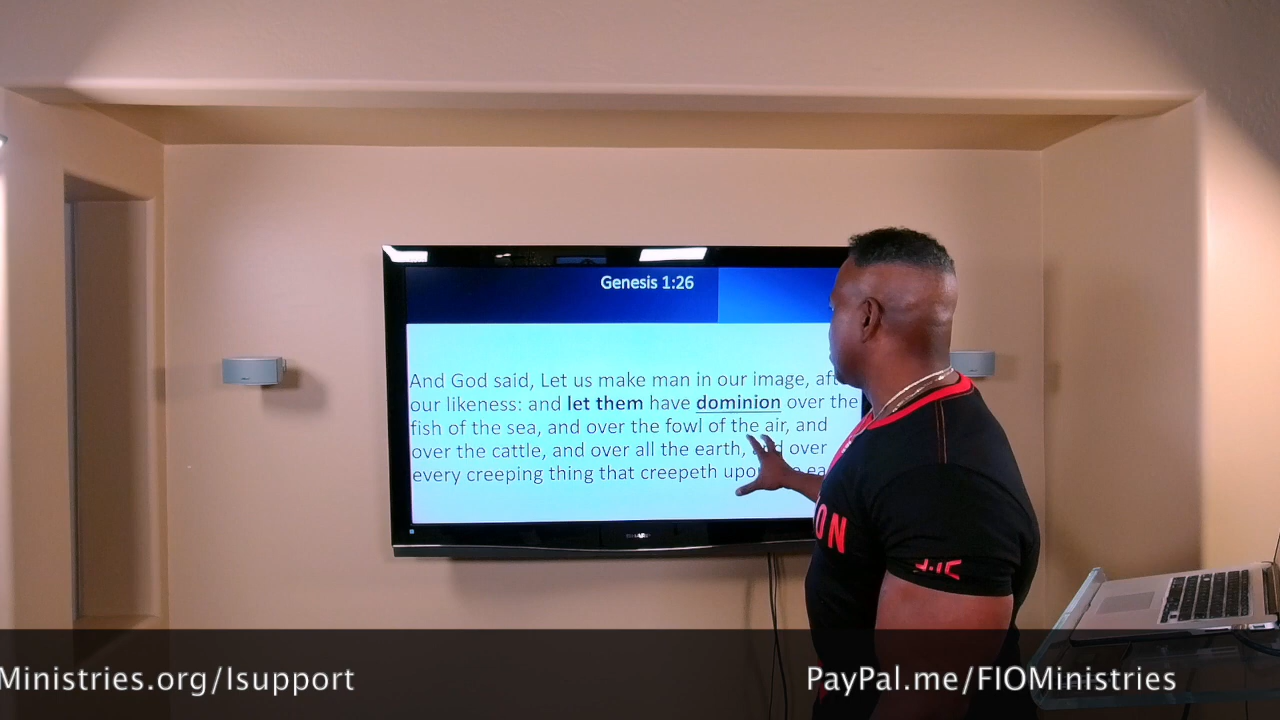 Genesis 1:26
And God said, Let us make man in our image,
our likeness: and let them have dominion over the
fish of the sea, and over the fowl of the air, and
over the cattle, and over all the earth, over
every creeping thing that creepeth
SHARP
ON
Ministries.org/Isupport
PayPal.me/FIOMinistries